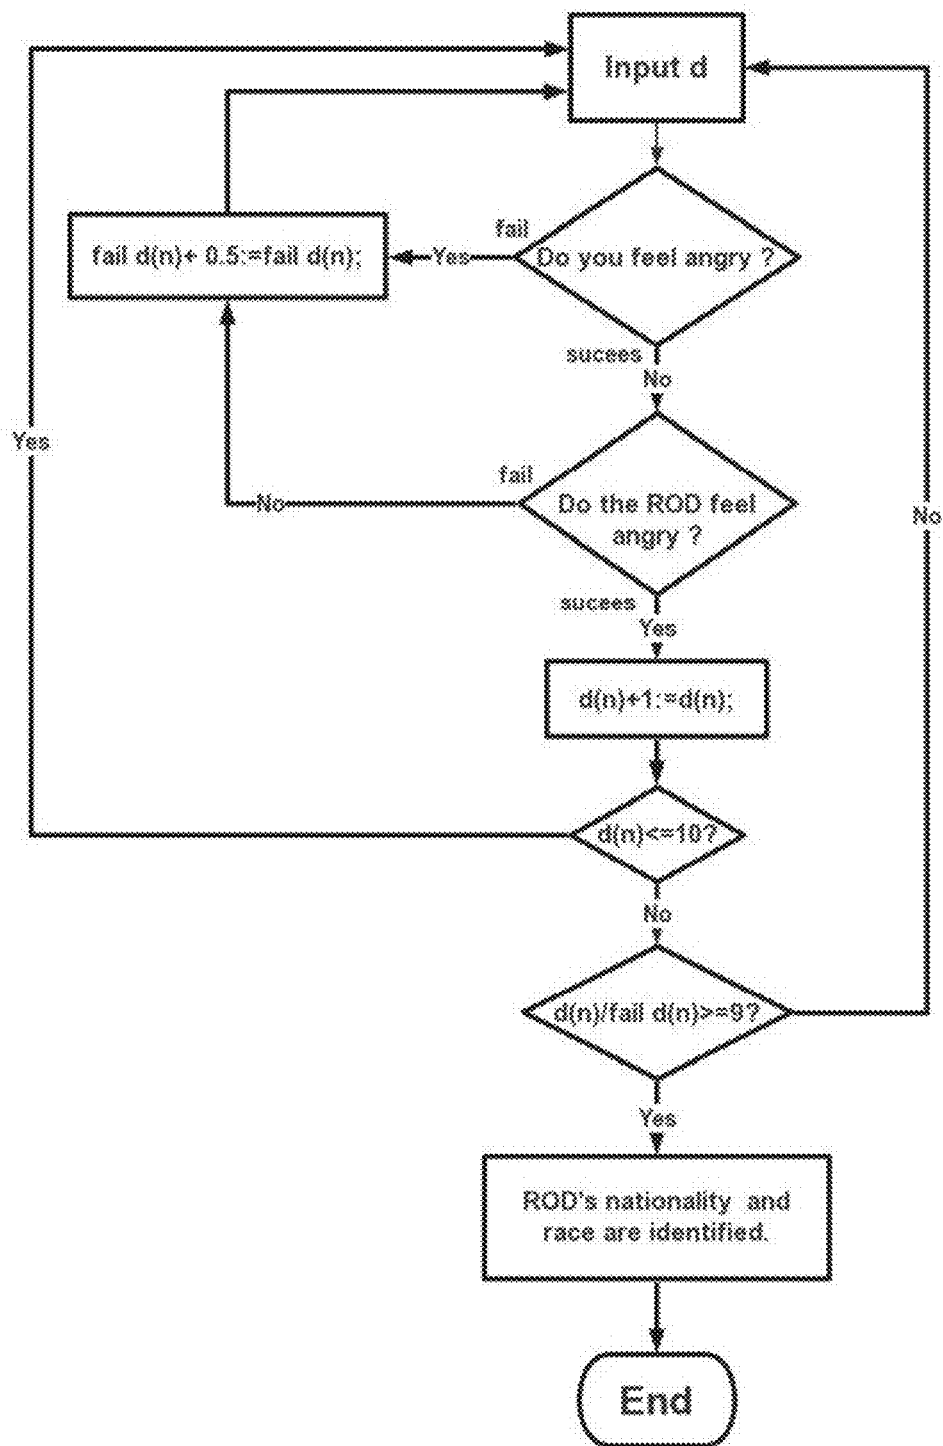 Input d
fail
Do you feel angry ?
Yes
fail d(n)+ 0.5:=fail d(n);
sucees
No
fail
Do the ROD feel
angry ?
No
Yes
No
sucees
Yes
d(n)+1:=d(n);
d(n)<=10?
No
d(n)/fail d(n)>=9?
Yes
ROD's nationality and
race are identified.
End